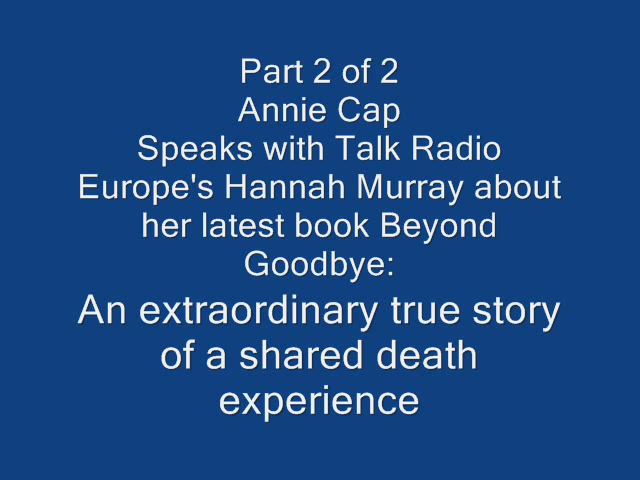 Part 2 of 2
Annie Cap
Speaks with Talk Radio
Europe's Hannah Murray about
her latest book Beyond
Goodbye:
An extraordinary true story
of a shared death
experience